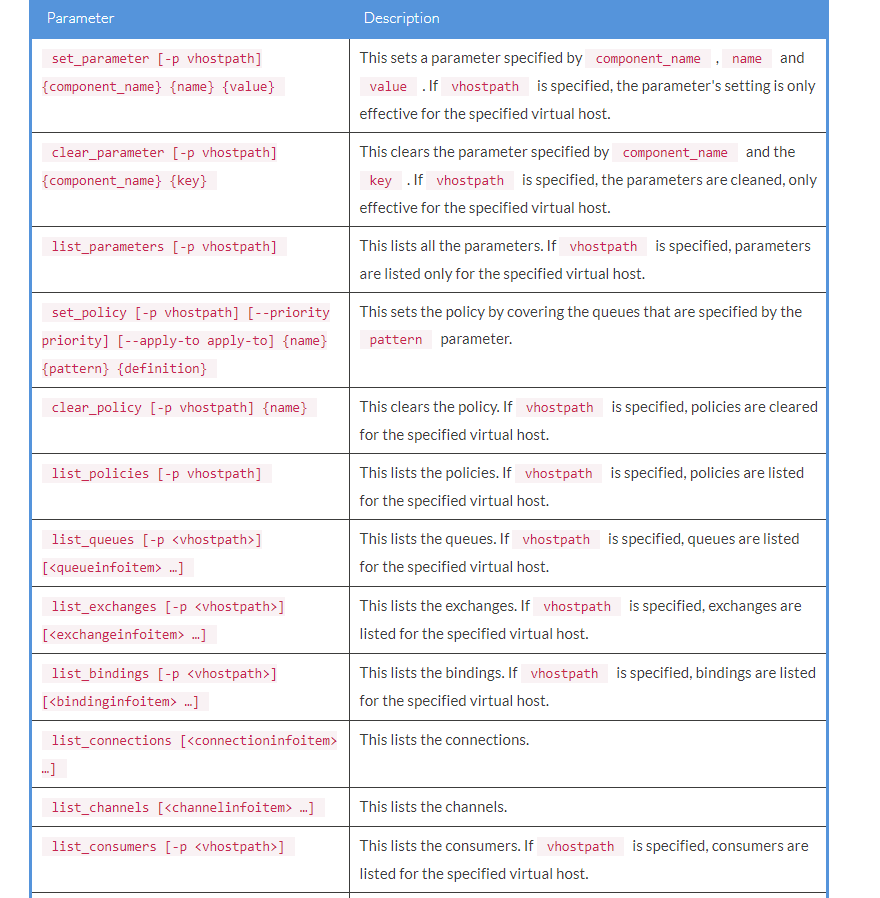 Parameter Description
set_parameter [-p vhostpath]
{component_name} {name} {value}
This sets a parameter specified by component_name , name and
value . If vhostpath is specified, the parameter's setting is only
effective for the specified virtual host.
clear_parameter [-p vhostpath]
{component_name} {key}
This clears the parameter specified by component_name and the
key . If vhostpath is specified, the parameters are cleaned, only
effective for the specified virtual host.
list_parameters [-p vhostpath]
This lists all the parameters. If vhostpath is specified, parameters
are listed only for the specified virtual host.
set_policy [-p vhostpath] [--priority
priority] [--apply-to apply-to] {name}
{pattern} {definition}
This sets the policy by covering the queues that are specified by the
pattern parameter.
clear_policy [-p vhostpath] {name}
This clears the policy. If vhostpath is specified, policies are cleared
for the specified virtual host.
list_policies [-p vhostpath]
This lists the policies. If vhostpath is specified, policies are listed
for the specified virtual host.
list_queues [-p <vhostpath>]
[<queueinfoitem> …]
This lists the queues. If vhostpath is specified, queues are listed
for the specified virtual host.
list_exchanges [-p <vhostpath>]
[<exchangeinfoitem> …]
This lists the exchanges. If vhostpath is specified, exchanges are
listed for the specified virtual host.
list_bindings [-p <vhostpath>]
[<bindinginfoitem> …]
This lists the bindings. If vhostpath is specified, bindings are listed
for the specified virtual host.
list_connections [<connectioninfoitem>
…]
This lists the connections.
list_channels [<channelinfoitem> …]
This lists the channels.
list_consumers [-p <vhostpath>]
This lists the consumers. If vhostpath is specified, consumers are
listed for the specified virtual host.